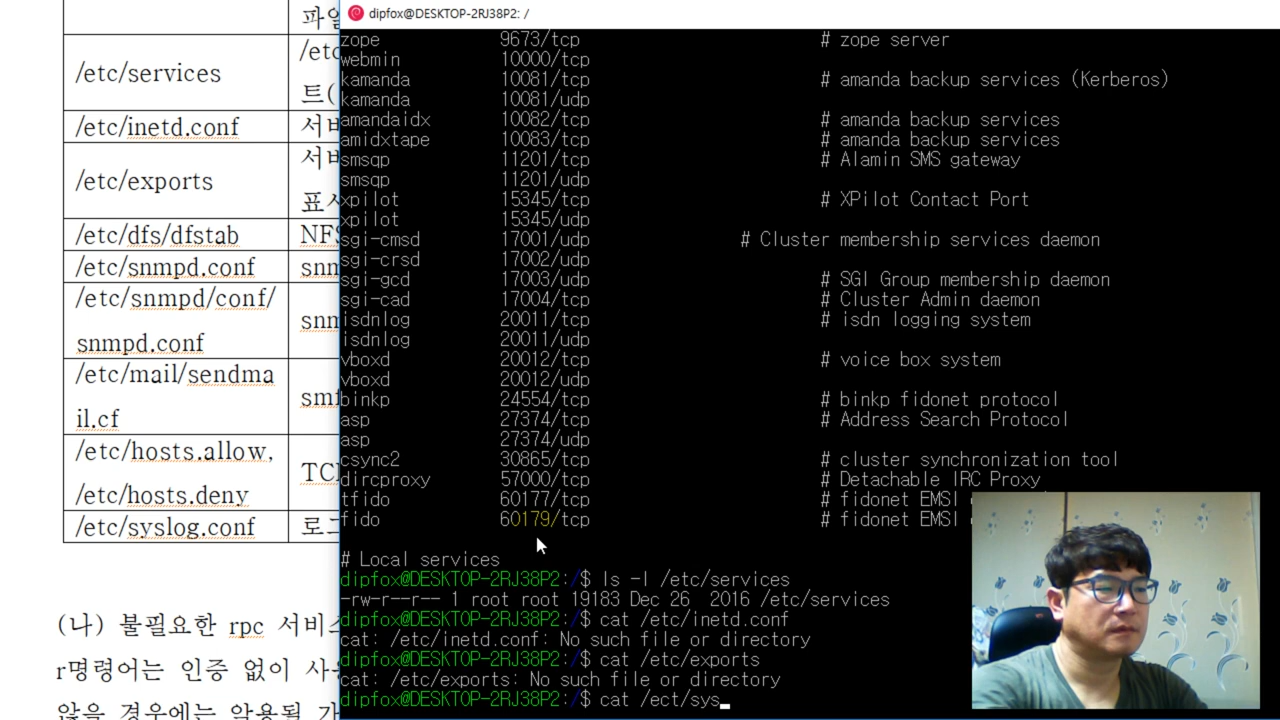 파일
/etc/services
/etc
트(
/etc/inetd.conf
서비
/etc/exports
서버
표시
/etc/dfs/dfstab
NFS
/etc/snmpd.conf
snm
/etc/snmpd/conf/
snmpd.conf
snm
/etc/mail/sendma
il.cf
sm
/etc/hosts.allow,
/etc/hosts.deny
TC
/etc/syslog.conf
로그
(나) 불필요한 rpc 서비스
r명령어는 인증 없이 사
않을 경우에는 악용될 가
dipfox@DESKTOP-2RJ38P2: /
zope 9673/tcp # zope server
webmin 10000/tcp
kamanda 10081/tcp # amanda backup services (Kerberos)
kamanda 10081/udp
amandaidx 10082/tcp # amanda backup services
amidxtape 10083/tcp # amanda backup services
smsqp 11201/tcp # Alamin SMS gateway
smsqp 11201/udp
xpilot 15345/tcp # XPilot Contact Port
xpilot 15345/udp
sgi-cmsd 17001/udp # Cluster membership services daemon
sgi-crsd 17002/udp
sgi-gcd 17003/udp # SGI Group membership daemon
sgi-cad 17004/tcp # Cluster Admin daemon
isdnlog 20011/tcp # isdn logging system
isdnlog 20011/udp
vboxd 20012/tcp # voice box system
vboxd 20012/udp
binkp 24554/tcp # binkp fidonet protocol
asp 27374/tcp # Address Search Protocol
asp 27374/udp
csync2 30865/tcp # cluster synchronization tool
dircproxy 57000/tcp # Detachable IRC Proxy
tfido 60177/tcp # fidonet EMSI
fido 60179/tcp # fidonet EMSI
# Local services
dipfox@DESKTOP-2RJ38P2:/$ ls -l /etc/services
-rw-r--r-- 1 root root 19183 Dec 26 2016 /etc/services
dipfox@DESKTOP-2RJ38P2:/$ cat /etc/inetd.conf
cat: /etc/inetd.conf: No such file or directory
dipfox@DESKTOP-2RJ38P2:/$ cat /etc/exports
cat: /etc/exports: No such file or directory
dipfox@DESKTOP-2RJ38P2:/$ cat /ect/sys